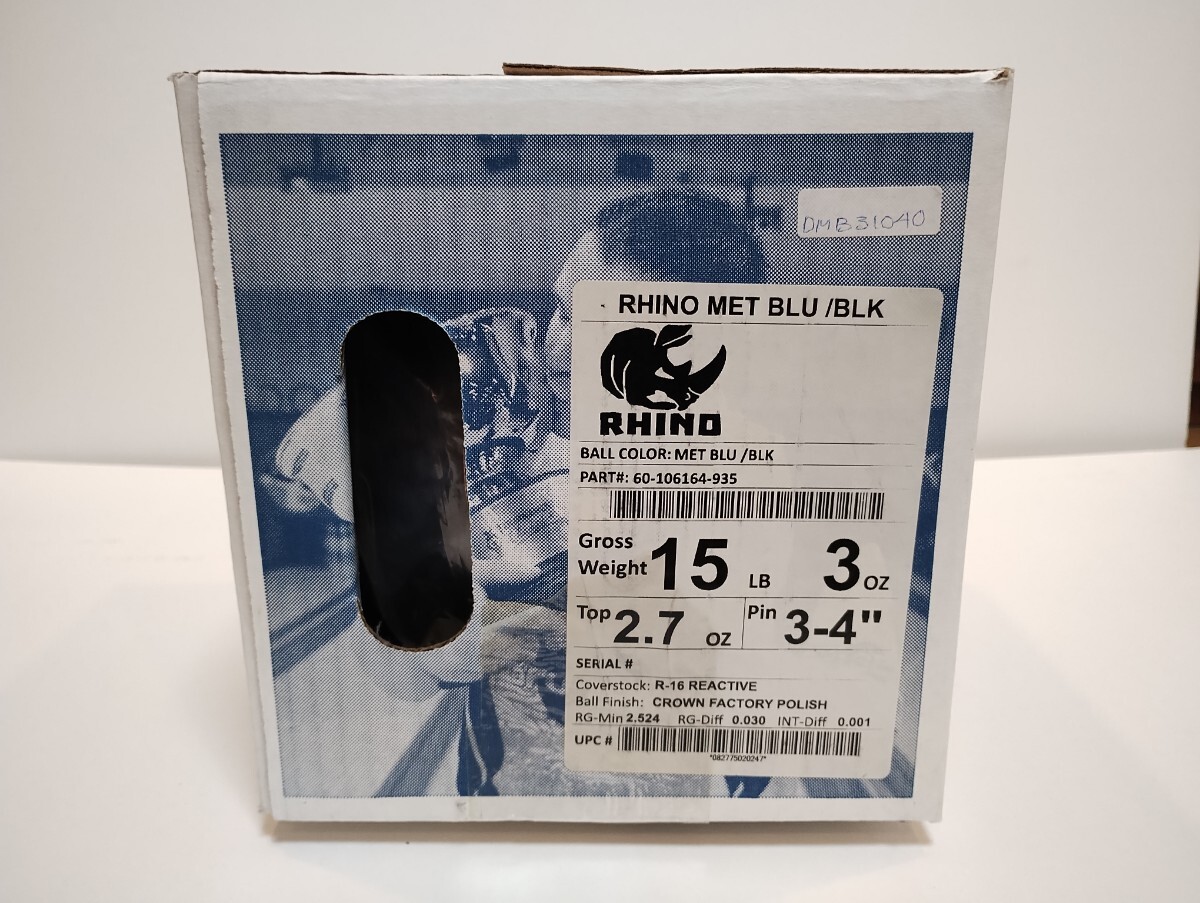 DMB31040
RHINO MET BLU /BLK
RHINO
BALL COLOR: MET BLU /BLK
PART#: 60-106164-935
Gross Weight 15 LB 3 OZ
Top 2.7 OZ Pin 3-4"
SERIAL #
Coverstock: R-16 REACTIVE
Ball Finish: CROWN FACTORY POLISH
RG-Min 2.524 RG-Diff 0.030 INT-Diff 0.001
UPC #
*082775020247*